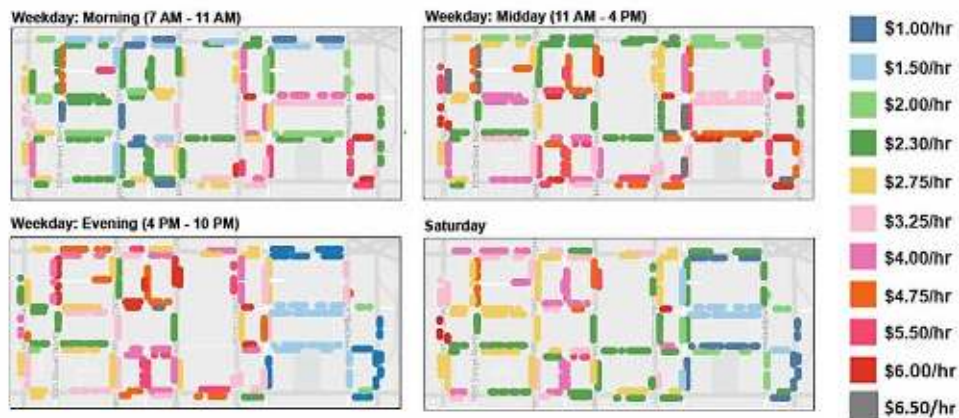 Weekday: Morning (7 AM - 11 AM)
Weekday: Midday (11 AM - 4 PM)
Weekday: Evening (4 PM - 10 PM)
Saturday
$1.00/hr
$1.50/hr
$2.00/hr
$2.30/hr
$2.75/hr
$3.25/hr
$4.00/hr
$4.75/hr
$5.50/hr
$6.00/hr
$6.50/hr